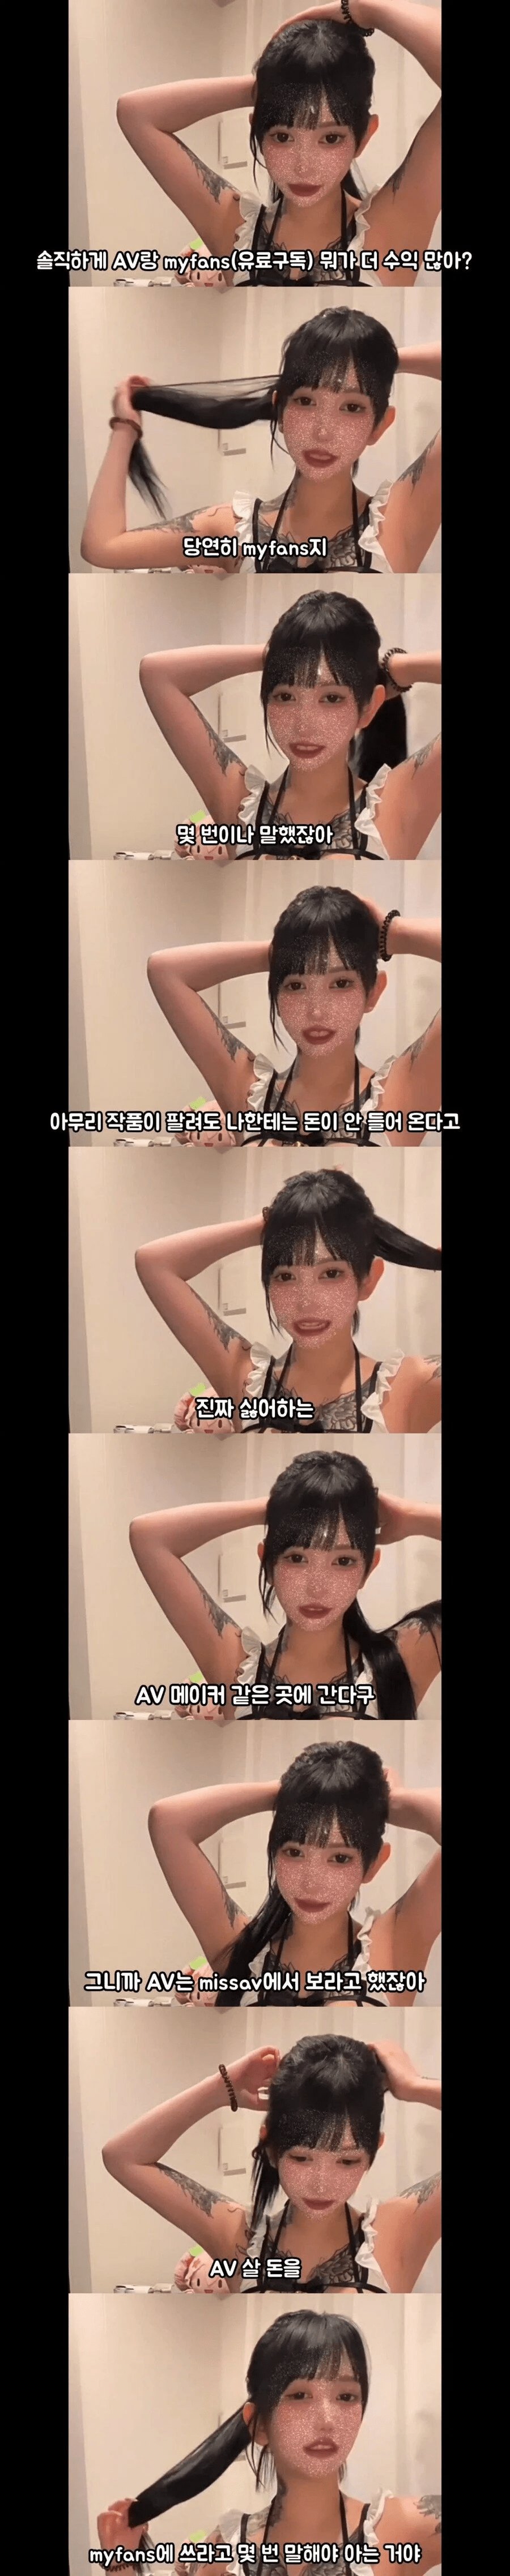 솔직하게 AV랑 myfans(유료구독) 뭐가 더 수익 많아?
당연히 myfans지
몇 번이나 말했잖아
아무리 작품이 팔려도 나한테는 돈이 안 들어 온다고
진짜 싫어하는
AV 메이커 같은 곳에 간다구
그니까 AV는 missav에서 보라고 했잖아
AV 살 돈을
myfans에 쓰라고 몇 번 말해야 아는 거야